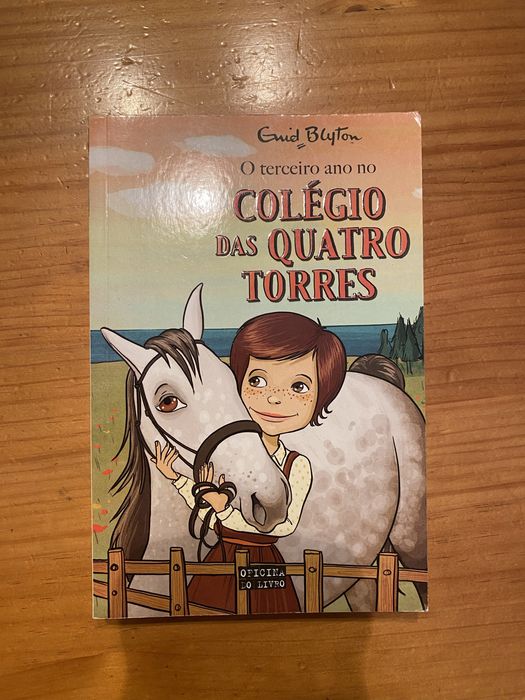 Enid Blyton
O terceiro ano no
COLÉGIO
DAS QUATRO
TORRES
OFICINA
DO LIVRO